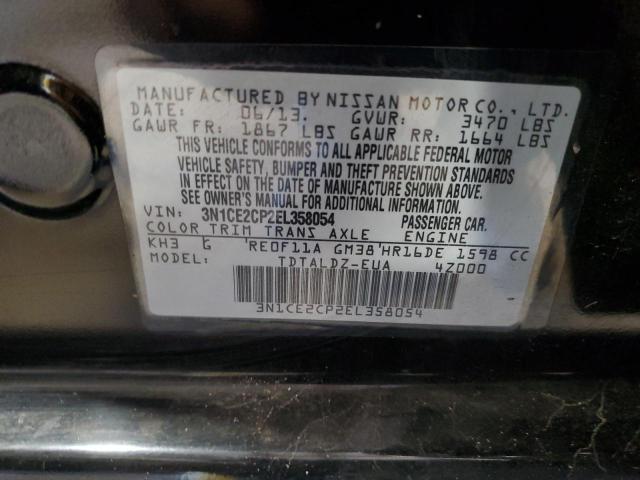 MANUFACTURED BY NISSAN MOTOR CO., LTD.
DATE: 06/13. GVWR: 3470 LBS
GAWR FR: 1867 LBS GAWR RR: 1664 LBS
THIS VEHICLE CONFORMS TO ALL APPLICABLE FEDERAL MOTOR
VEHICLE SAFETY, BUMPER AND THEFT PREVENTION STANDARDS
IN EFFECT ON THE DATE OF MANUFACTURE SHOWN ABOVE.
SEE OWNER'S MANUAL FOR ADDITIONAL INFORMATION.
VIN: 3N1CE2CP2EL358054 PASSENGER CAR.
COLOR TRIM TRANS AXLE ENGINE
KH3 G RE0F11A GM38 HR16DE 1598 CC
MODEL: TDTALDZ-EUA 4Z000
3N1CE2CP2EL358054